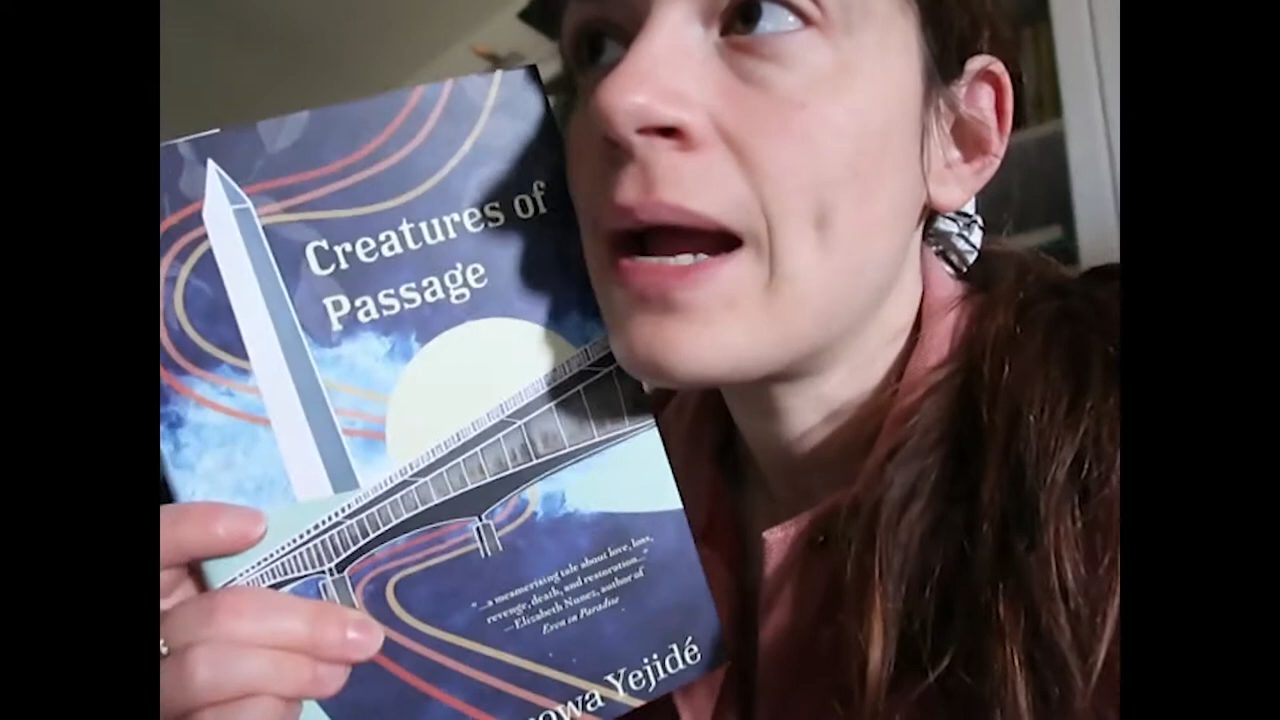 Creatures of
Passage
"...a mesmerizing tale about love, loss,
revenge, death, and restoration..."
—Elizabeth Nunez, author of
Even in Paradise
owa Yejidé